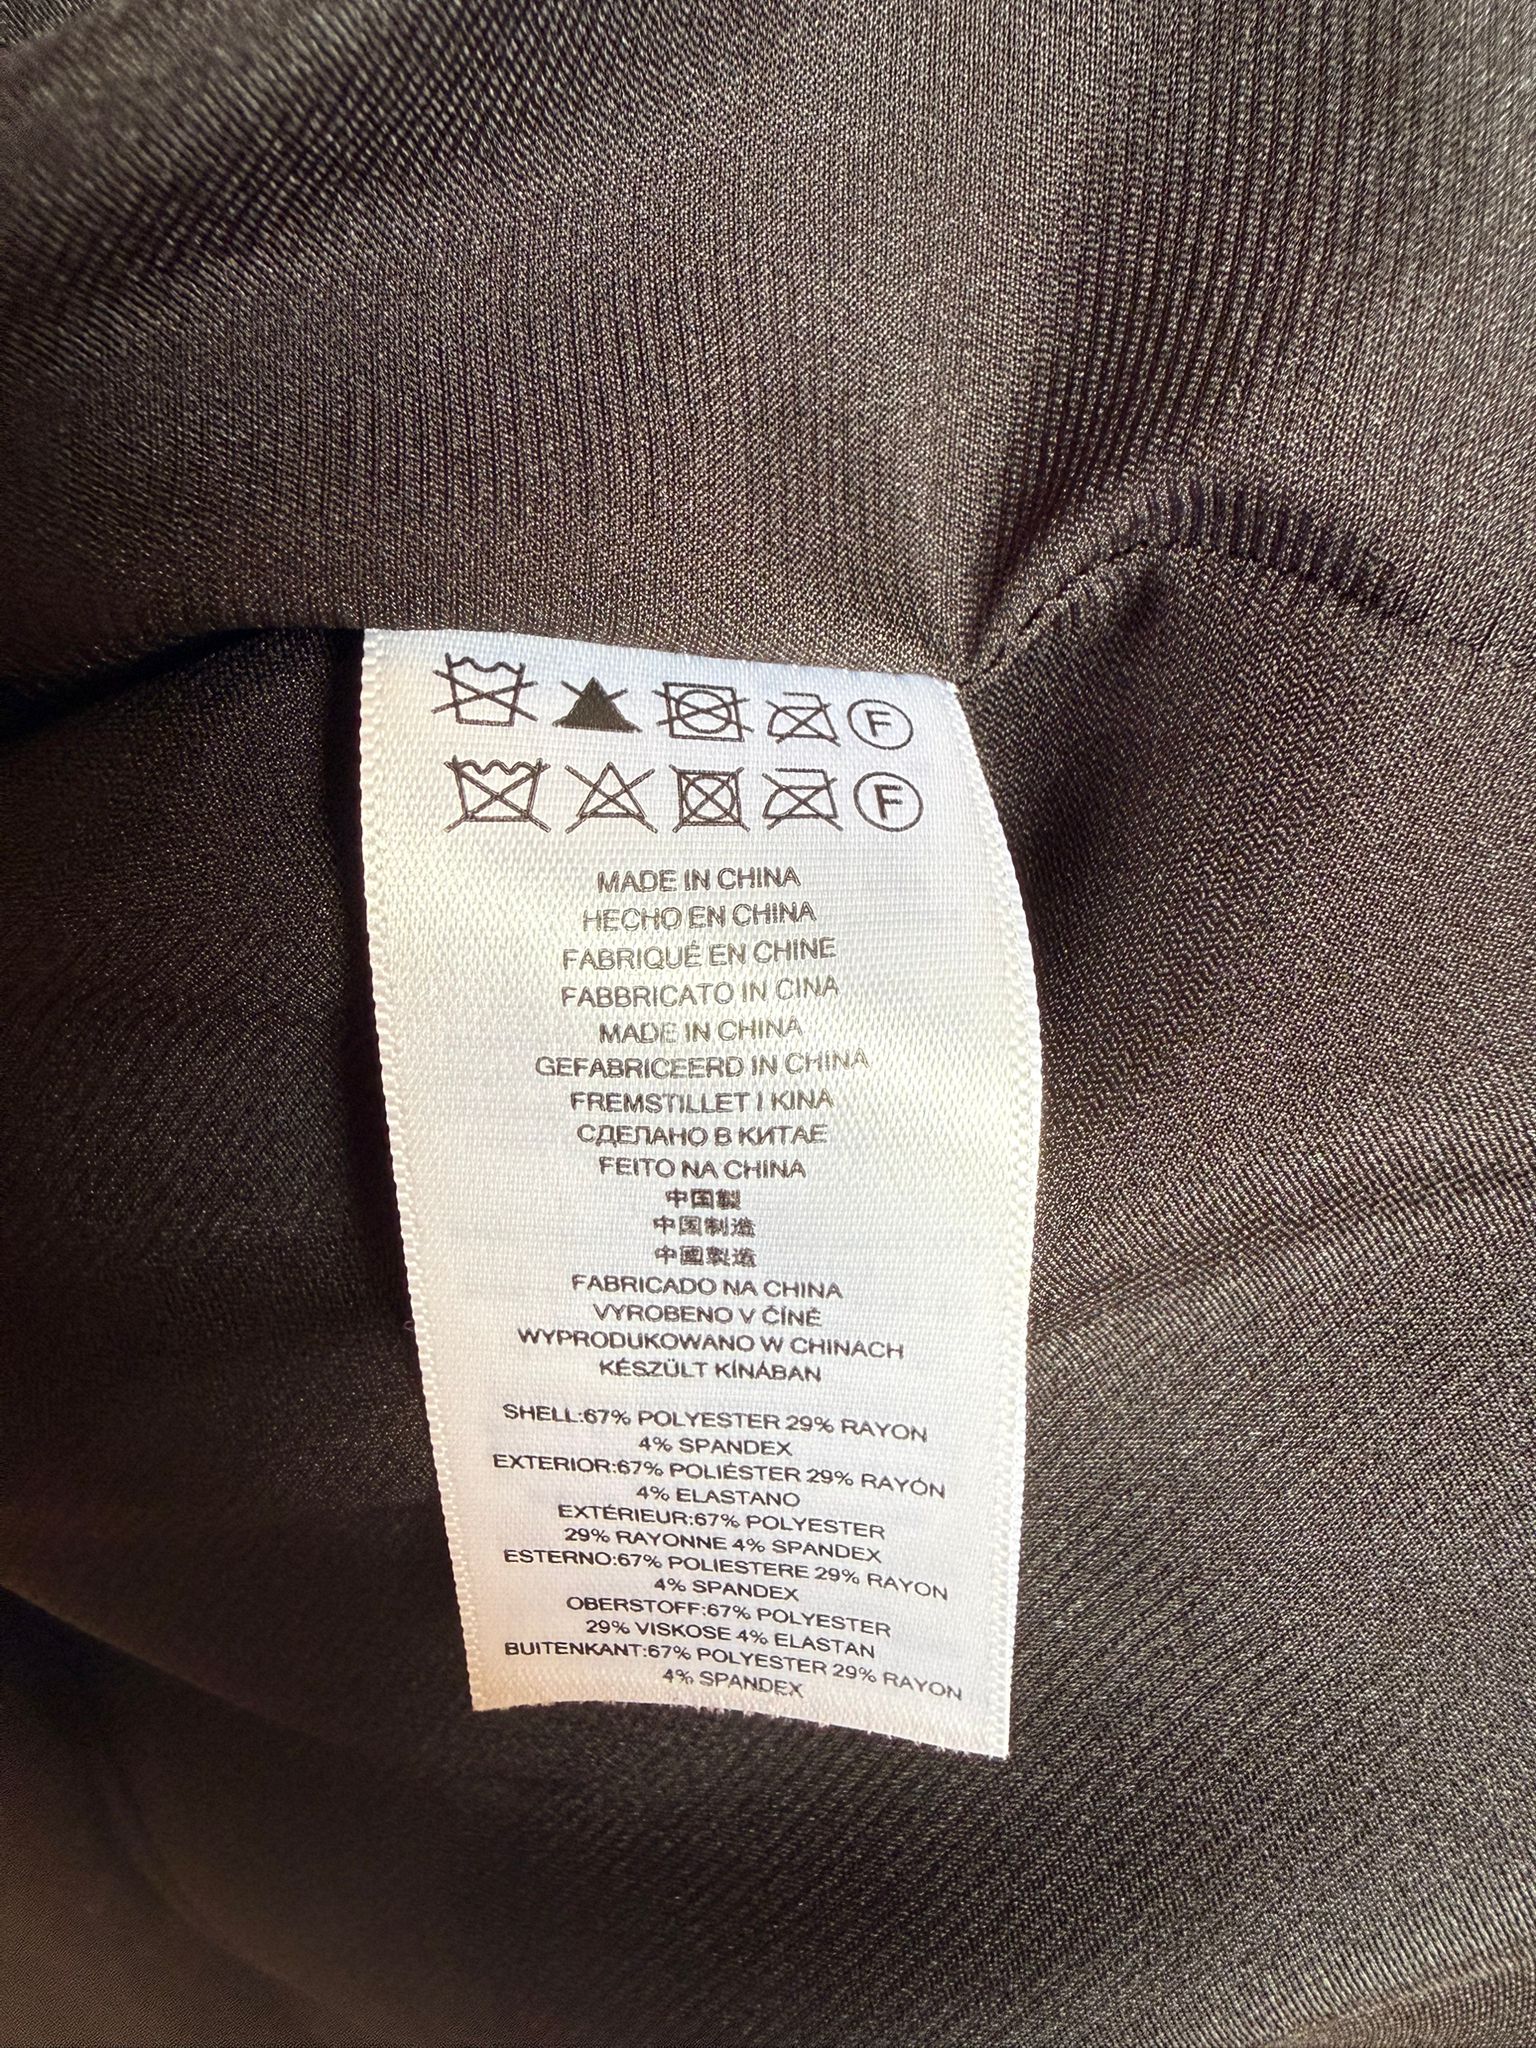 F
F
MADE IN CHINA
HECHO EN CHINA
FABRIQUÉ EN CHINE
FABBRICATO IN CINA
MADE IN CHINA
GEFABRICEERD IN CHINA
FREMSTILLET I KINA
СДЕЛАНО В КИТАЕ
FEITO NA CHINA
中国製
中国制造
中國製造
FABRICADO NA CHINA
VYROBENO V ČÍNĚ
WYPRODUKOWANO W CHINACH
KÉSZÜLT KÍNÁBAN
SHELL:67% POLYESTER 29% RAYON
4% SPANDEX
EXTERIOR:67% POLIÉSTER 29% RAYÓN
4% ELASTANO
EXTÉRIEUR:67% POLYESTER
29% RAYONNE 4% SPANDEX
ESTERNO:67% POLIESTERE 29% RAYON
4% SPANDEX
OBERSTOFF:67% POLYESTER
29% VISKOSE 4% ELASTAN
BUITENKANT:67% POLYESTER 29% RAYON
4% SPANDEX